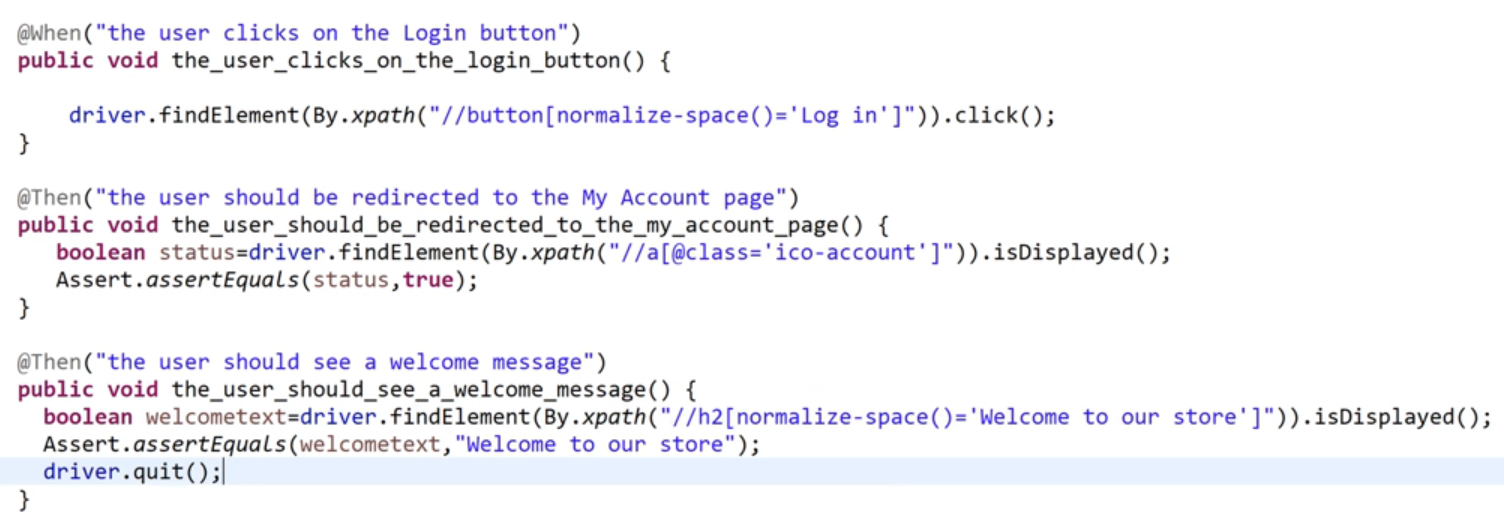 @When("the user clicks on the Login button")
public void the_user_clicks_on_the_login_button() {
driver.findElement(By.xpath("//button[normalize-space()='Log in']")).click();
}
@Then("the user should be redirected to the My Account page")
public void the_user_should_be_redirected_to_the_my_account_page() {
boolean status=driver.findElement(By.xpath("//a[@class='ico-account']")).isDisplayed();
Assert.assertEquals(status,true);
}
@Then("the user should see a welcome message")
public void the_user_should_see_a_welcome_message() {
boolean welcometext=driver.findElement(By.xpath("//h2[normalize-space()='Welcome to our store']")).isDisplayed();
Assert.assertEquals(welcometext,"Welcome to our store");
driver.quit();
}